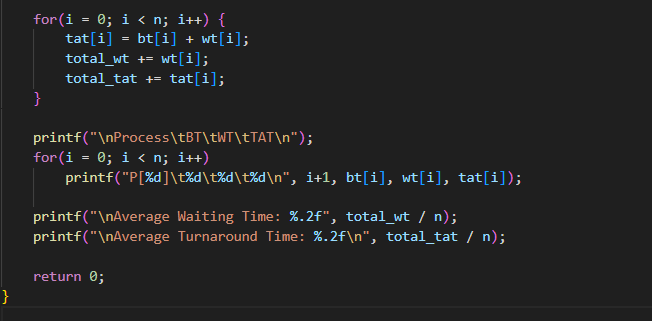 for(i = 0; i < n; i++) {
tat[i] = bt[i] + wt[i];
total_wt += wt[i];
total_tat += tat[i];
}
printf("\nProcess\tBT\tWT\tTAT\n");
for(i = 0; i < n; i++)
printf("P[%d]\t%d\t%d\t%d\n", i+1, bt[i], wt[i], tat[i]);
printf("\nAverage Waiting Time: %.2f", total_wt / n);
printf("\nAverage Turnaround Time: %.2f\n", total_tat / n);
return 0;
}